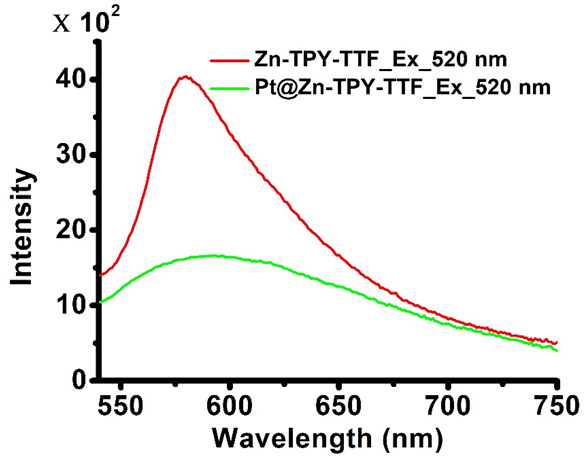 X 10²
Zn-TPY-TTF_Ex_520 nm
Pt@Zn-TPY-TTF_Ex_520 nm
40
30
20
10
0
Intensity
550 600 650 700 750
Wavelength (nm)